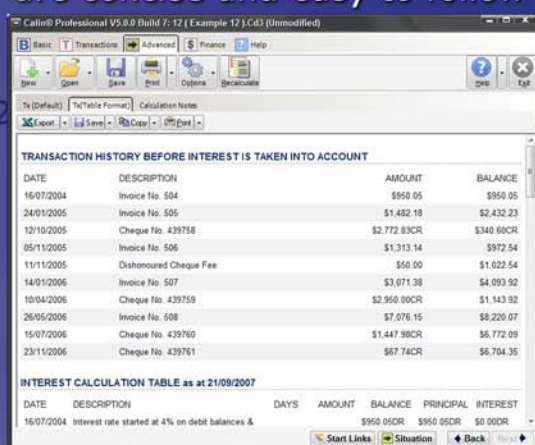 are concise and easy to follow
Calin® Professional V5.0.0 Build 7: 12 ( Example 12 ).Cd3 (Unmodified)
B Basic T Transactions Advanced $ Finance Help
New Open Save Print Options Recalculate Help Exit
Te (Default) Te(Table Format) Calculation Notes
Export Save Copy Print
TRANSACTION HISTORY BEFORE INTEREST IS TAKEN INTO ACCOUNT
DATE DESCRIPTION AMOUNT BALANCE
16/07/2004 Invoice No. 504 $950.05 $950.05
24/01/2005 Invoice No. 505 $1,482.18 $2,432.23
12/10/2005 Cheque No. 439758 $2,772.83CR $340.60CR
05/11/2005 Invoice No. 506 $1,313.14 $972.54
11/11/2005 Dishonoured Cheque Fee $50.00 $1,022.54
14/01/2006 Invoice No. 507 $3,071.38 $4,093.92
10/04/2006 Cheque No. 439759 $2,950.00CR $1,143.92
26/05/2006 Invoice No. 508 $7,076.15 $8,220.07
15/07/2006 Cheque No. 439760 $1,447.98CR $6,772.09
23/11/2006 Cheque No. 439761 $67.74CR $6,704.35
INTEREST CALCULATION TABLE as at 21/09/2007
DATE DESCRIPTION DAYS AMOUNT BALANCE PRINCIPAL INTEREST
16/07/2004 Interest rate started at 4% on debit balances & $950.05DR $950.05DR $0.00DR
Start Links Situation Back Next